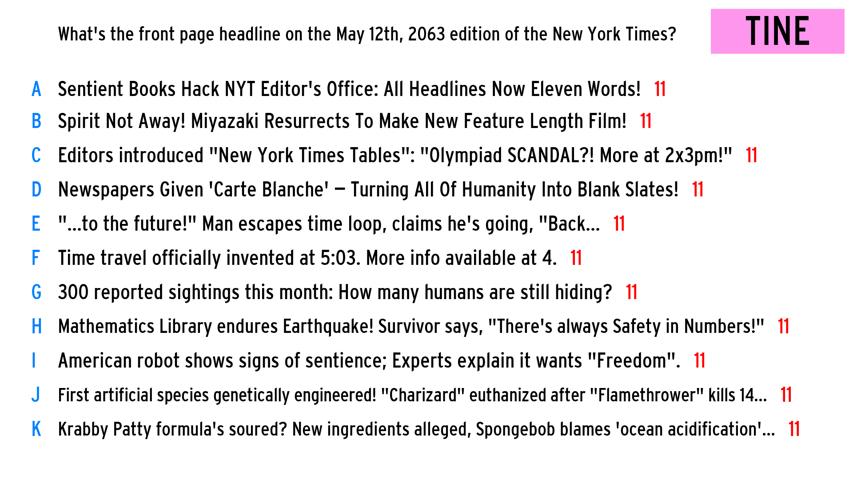 What's the front page headline on the May 12th, 2063 edition of the New York Times?
TINE
A Sentient Books Hack NYT Editor's Office: All Headlines Now Eleven Words! 11
B Spirit Not Away! Miyazaki Resurrects To Make New Feature Length Film! 11
C Editors introduced "New York Times Tables": "Olympiad SCANDAL?! More at 2x3pm!" 11
D Newspapers Given 'Carte Blanche' – Turning All Of Humanity Into Blank Slates! 11
E "...to the future!" Man escapes time loop, claims he's going, "Back... 11
F Time travel officially invented at 5:03. More info available at 4. 11
G 300 reported sightings this month: How many humans are still hiding? 11
H Mathematics Library endures Earthquake! Survivor says, "There's always Safety in Numbers!" 11
I American robot shows signs of sentience; Experts explain it wants "Freedom". 11
J First artificial species genetically engineered! "Charizard" euthanized after "Flamethrower" kills 14... 11
K Krabby Patty formula's soured? New ingredients alleged, Spongebob blames 'ocean acidification'... 11